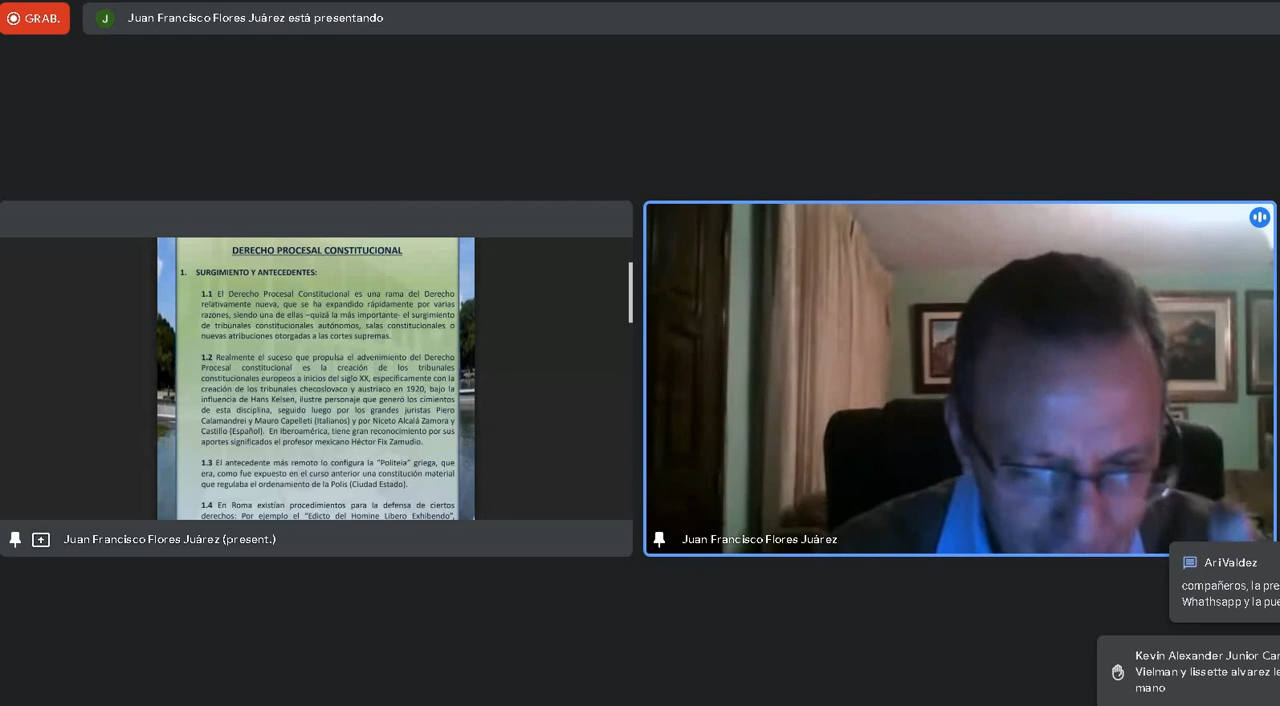 GRAB.
J
Juan Francisco Flores Juárez está presentando
DERECHO PROCESAL CONSTITUCIONAL
1. SURGIMIENTO Y ANTECEDENTES:
1.1 El Derecho Procesal Constitucional es una rama del Derecho
relativamente nueva, que se ha expandido rápidamente por varias
razones, siendo una de ellas –quizá la más importante- el surgimiento
de tribunales constitucionales autónomos, salas constitucionales o
nuevas atribuciones otorgadas a las cortes supremas.
1.2 Realmente el suceso que propulsa el advenimiento del Derecho
Procesal constitucional es la creación de los tribunales
constitucionales europeos a inicios del siglo XX, específicamente con la
creación de los tribunales checoslovaco y austriaco en 1920, bajo la
influencia de Hans Kelsen, ilustre personaje que generó los cimientos
de esta disciplina, seguido luego por los grandes juristas Piero
Calamandrei y Mauro Capelleti (Italianos) y por Niceto Alcalá Zamora y
Castillo (Español). En Iberoamérica, tiene gran reconocimiento por sus
aportes significados el profesor mexicano Héctor Fix Zamudio.
1.3 El antecedente más remoto lo configura la "Politeia" griega, que
era, como fue expuesto en el curso anterior una constitución material
que regulaba el ordenamiento de la Polis (Ciudad Estado).
1.4 En Roma existían procedimientos para la defensa de ciertos
derechos: Por ejemplo el "Edicto del Homine Libero Exhibendo",
Juan Francisco Flores Juárez (present.)
Juan Francisco Flores Juárez
AriValdez
compañeros, la pre
Whathsapp y la pue
Kevin Alexander Junior Car
Vielman y lissette alvarez le
mano